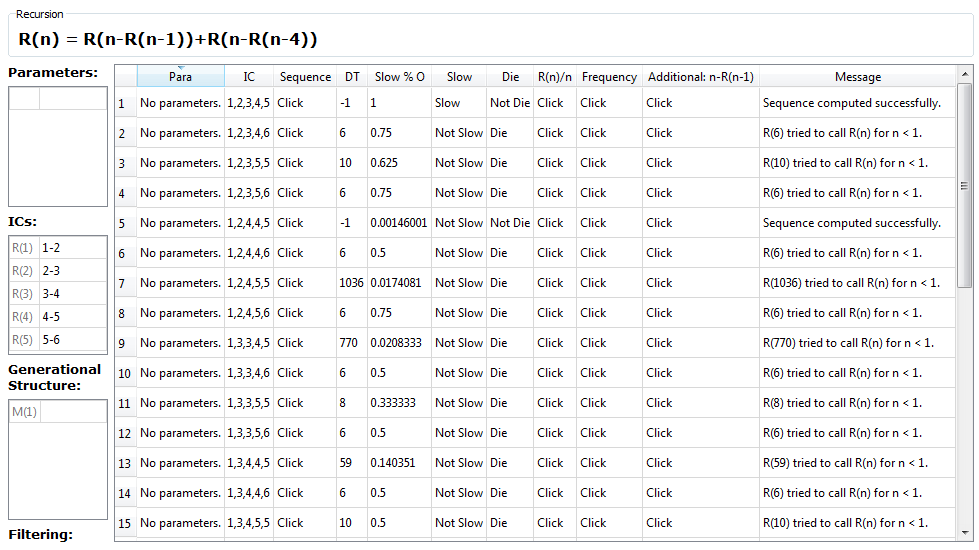 Recursion
R(n) = R(n-R(n-1))+R(n-R(n-4))
Parameters:
ICs:
R(1) 1-2
R(2) 2-3
R(3) 3-4
R(4) 4-5
R(5) 5-6
Generational
Structure:
M(1)
Filtering:
Para IC Sequence DT Slow % O Slow Die R(n)/n Frequency Additional: n-R(n-1) Message
1 No parameters. 1,2,3,4,5 Click -1 1 Slow Not Die Click Click Click Sequence computed successfully.
2 No parameters. 1,2,3,4,6 Click 6 0.75 Not Slow Die Click Click Click R(6) tried to call R(n) for n < 1.
3 No parameters. 1,2,3,5,5 Click 10 0.625 Not Slow Die Click Click Click R(10) tried to call R(n) for n < 1.
4 No parameters. 1,2,3,5,6 Click 6 0.75 Not Slow Die Click Click Click R(6) tried to call R(n) for n < 1.
5 No parameters. 1,2,4,4,5 Click -1 0.00146001 Not Slow Not Die Click Click Click Sequence computed successfully.
6 No parameters. 1,2,4,4,6 Click 6 0.5 Not Slow Die Click Click Click R(6) tried to call R(n) for n < 1.
7 No parameters. 1,2,4,5,5 Click 1036 0.0174081 Not Slow Die Click Click Click R(1036) tried to call R(n) for n < 1.
8 No parameters. 1,2,4,5,6 Click 6 0.75 Not Slow Die Click Click Click R(6) tried to call R(n) for n < 1.
9 No parameters. 1,3,3,4,5 Click 770 0.0208333 Not Slow Die Click Click Click R(770) tried to call R(n) for n < 1.
10 No parameters. 1,3,3,4,6 Click 6 0.5 Not Slow Die Click Click Click R(6) tried to call R(n) for n < 1.
11 No parameters. 1,3,3,5,5 Click 8 0.333333 Not Slow Die Click Click Click R(8) tried to call R(n) for n < 1.
12 No parameters. 1,3,3,5,6 Click 6 0.5 Not Slow Die Click Click Click R(6) tried to call R(n) for n < 1.
13 No parameters. 1,3,4,4,5 Click 59 0.140351 Not Slow Die Click Click Click R(59) tried to call R(n) for n < 1.
14 No parameters. 1,3,4,4,6 Click 6 0.5 Not Slow Die Click Click Click R(6) tried to call R(n) for n < 1.
15 No parameters. 1,3,4,5,5 Click 10 0.5 Not Slow Die Click Click Click R(10) tried to call R(n) for n < 1.